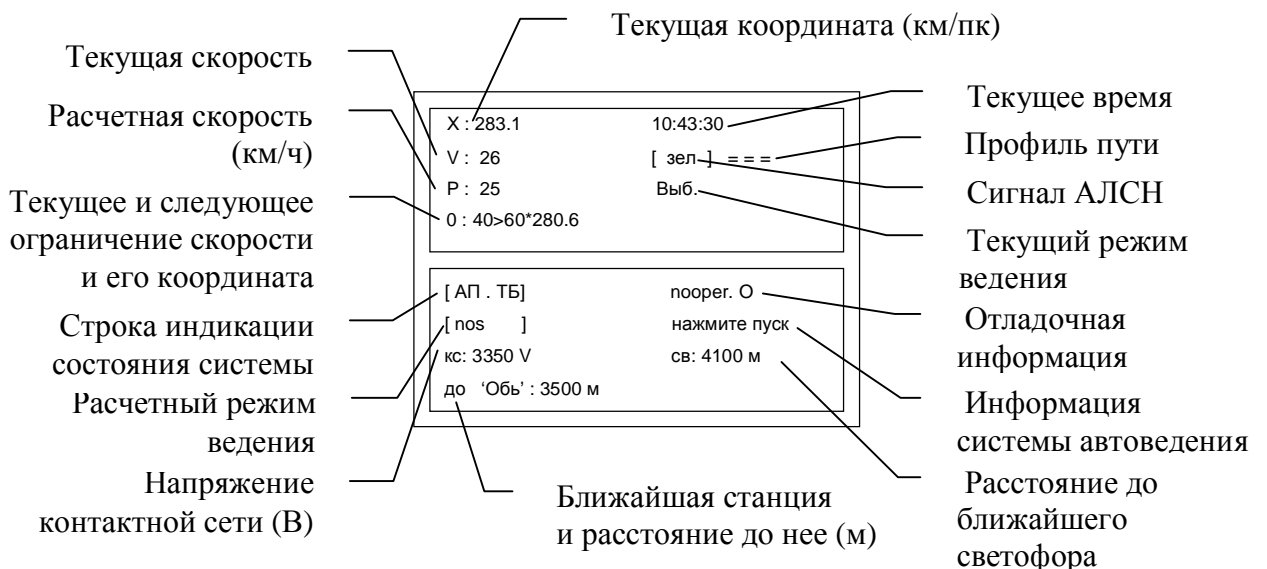 Текущая координата (км/пк)
Текущая скорость
Расчетная скорость
(км/ч)
Текущее и следующее
ограничение скорости
и его координата
Строка индикации
состояния системы
Расчетный режим
ведения
Напряжение
контактной сети (В)
X : 283.1
10:43:30
V : 26
[ зел ] = = =
P : 25
Выб.
0 : 40>60*280.6
[ АП . ТБ]
nooper. O
[ nos ]
нажмите пуск
кс: 3350 V
св: 4100 м
до ‘Обь’ : 3500 м
Текущее время
Профиль пути
Сигнал АЛСН
Текущий режим
ведения
Отладочная
информация
Информация
системы автоведения
Расстояние до
ближайшего
светофора
Ближайшая станция
и расстояние до нее (м)